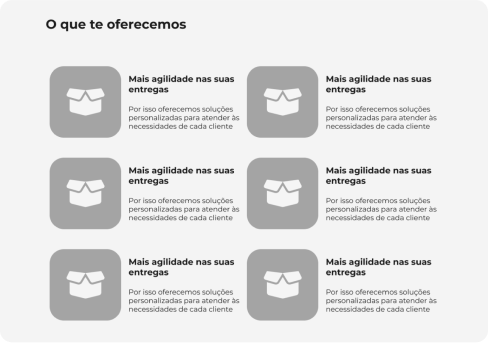 O que te oferecemos
Mais agilidade nas suas
entregas
Por isso oferecemos soluções
personalizadas para atender às
necessidades de cada cliente
Mais agilidade nas suas
entregas
Por isso oferecemos soluções
personalizadas para atender às
necessidades de cada cliente
Mais agilidade nas suas
entregas
Por isso oferecemos soluções
personalizadas para atender às
necessidades de cada cliente
Mais agilidade nas suas
entregas
Por isso oferecemos soluções
personalizadas para atender às
necessidades de cada cliente
Mais agilidade nas suas
entregas
Por isso oferecemos soluções
personalizadas para atender às
necessidades de cada cliente
Mais agilidade nas suas
entregas
Por isso oferecemos soluções
personalizadas para atender às
necessidades de cada cliente